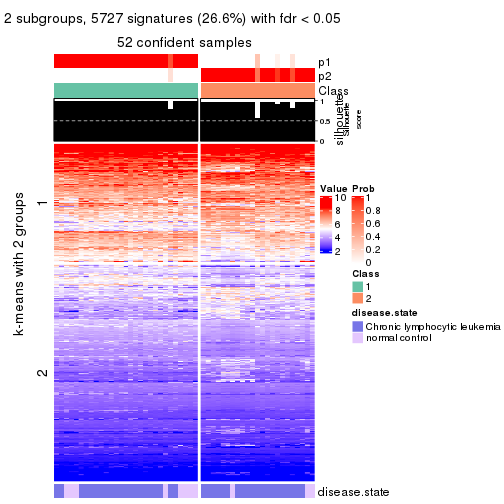 2 subgroups, 5727 signatures (26.6%) with fdr < 0.05
52 confident samples
p1
p2
Class
silhouette
Silhouette
score
1
0.5
0
k-means with 2 groups
1
2
Value
10
8
6
4
2
Prob
1
0.8
0.6
0.4
0.2
0
Class
1
2
disease.state
Chronic lymphocytic leukemia
normal control
disease.state